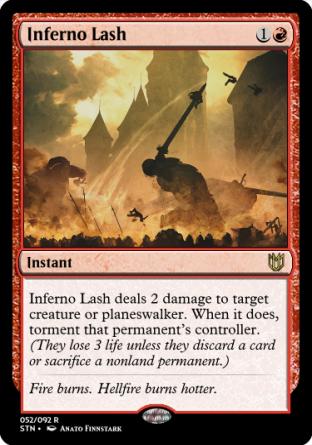 Inferno Lash 1
Instant
Inferno Lash deals 2 damage to target
creature or planeswalker. When it does,
torment that permanent's controller.
(They lose 3 life unless they discard a card
or sacrifice a nonland permanent.)
Fire burns. Hellfire burns hotter.
052/092 R
STN • Anato Finnstark